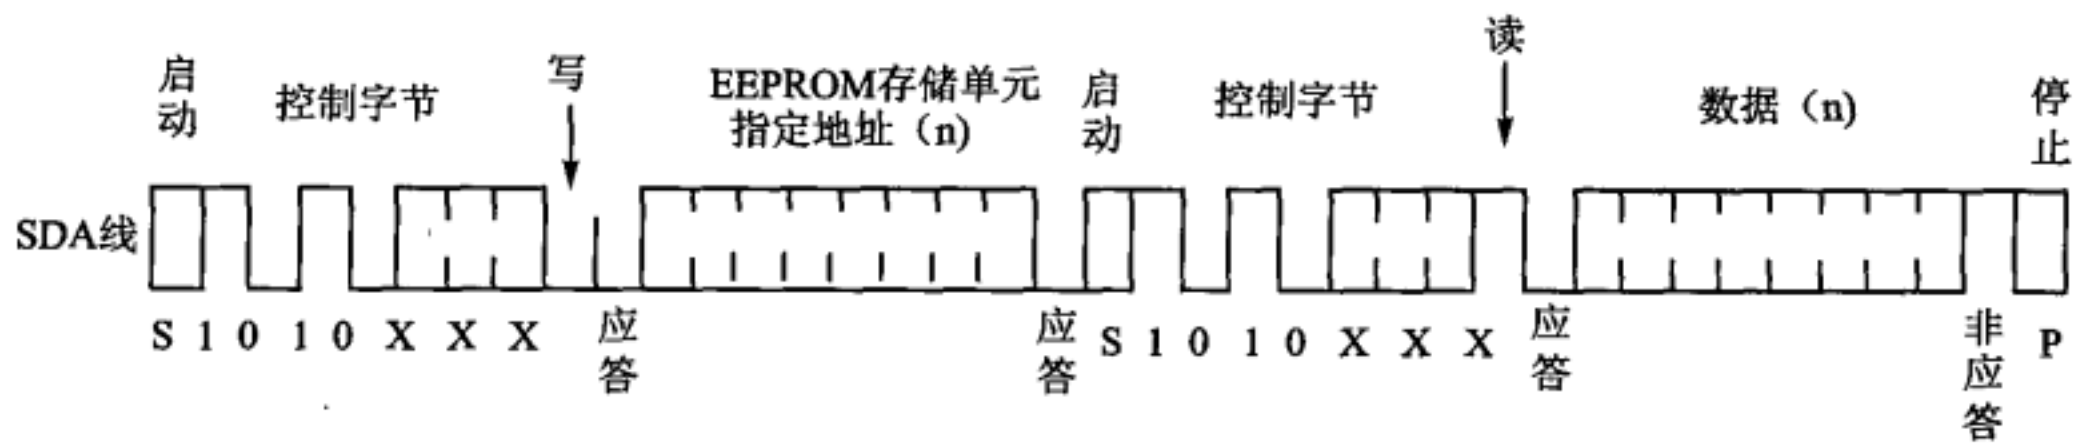 启动 控制字节 写 EEPROM存储单元 启动 控制字节 读 数据（n) 停止
指定地址（n)
SDA线
S 1 0 1 0 X X X 应答 应答 S 1 0 1 0 X X X 应答 非应答 P